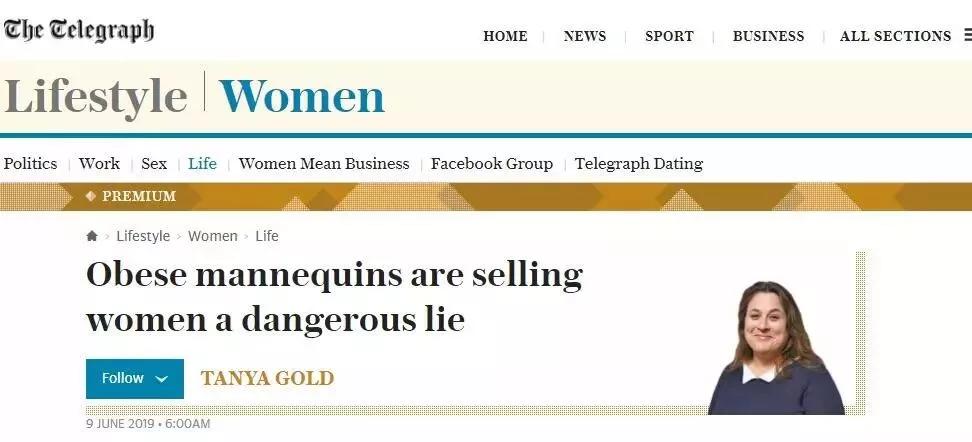 The Telegraph
HOME NEWS SPORT BUSINESS ALL SECTIONS
Lifestyle Women
Politics Work Sex Life Women Mean Business Facebook Group Telegraph Dating
PREMIUM
Lifestyle Women Life
Obese mannequins are selling
women a dangerous lie
Follow TANYA GOLD
9 JUNE 2019 • 6:00AM